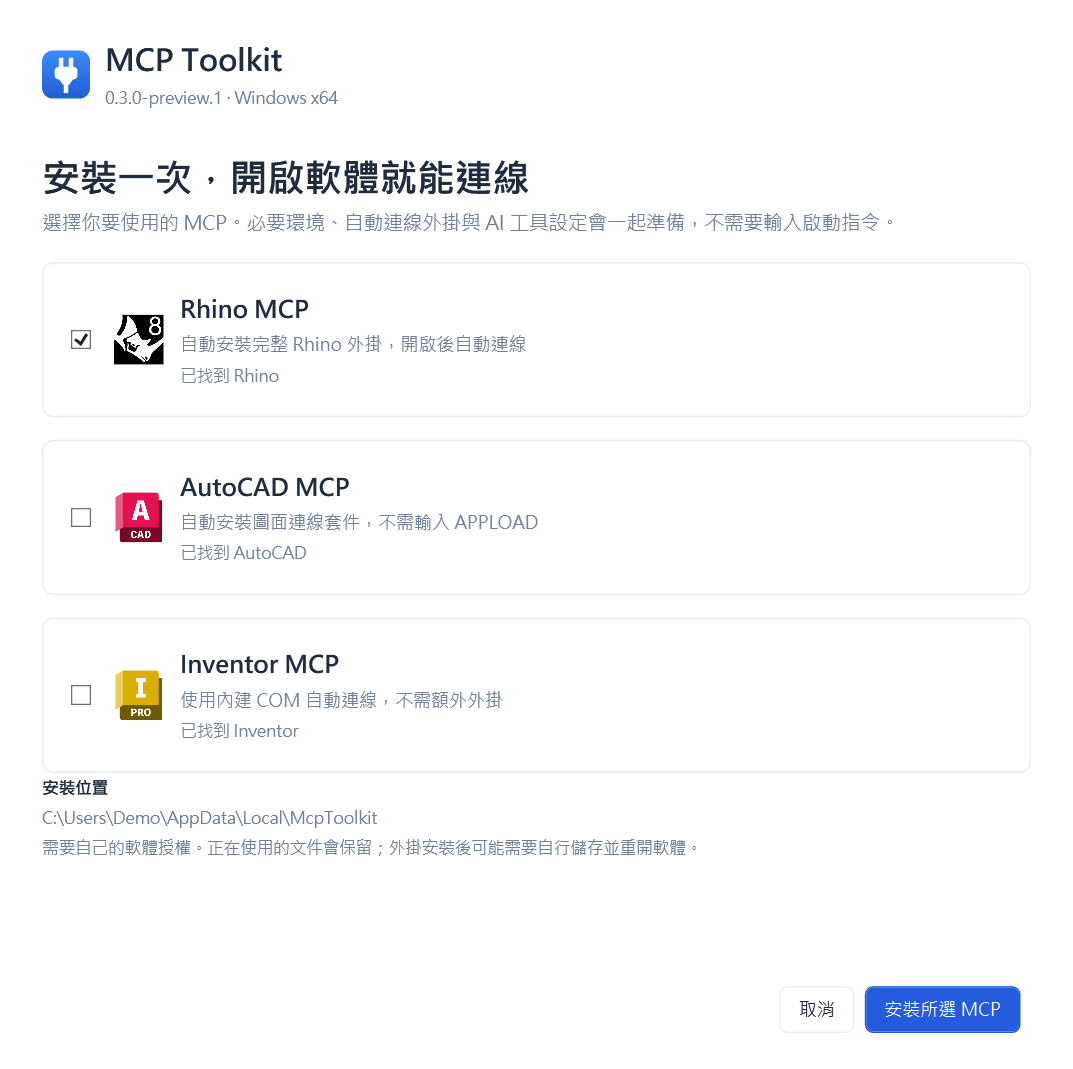 MCP Toolkit
0.3.0-preview.1 · Windows x64
安裝一次，開啟軟體就能連線
選擇你要使用的 MCP。必要環境、自動連線外掛與 AI 工具設定會一起準備，不需要輸入啟動指令。
8
Rhino MCP
自動安裝完整 Rhino 外掛，開啟後自動連線
已找到 Rhino
A
CAD
AutoCAD MCP
自動安裝圖面連線套件，不需輸入 APPLOAD
已找到 AutoCAD
I
PRO
Inventor MCP
使用內建 COM 自動連線，不需額外外掛
已找到 Inventor
安裝位置
C:\Users\Demo\AppData\Local\McpToolkit
需要自己的軟體授權。正在使用的文件會保留；外掛安裝後可能需要自行儲存並重開軟體。
取消
安裝所選 MCP